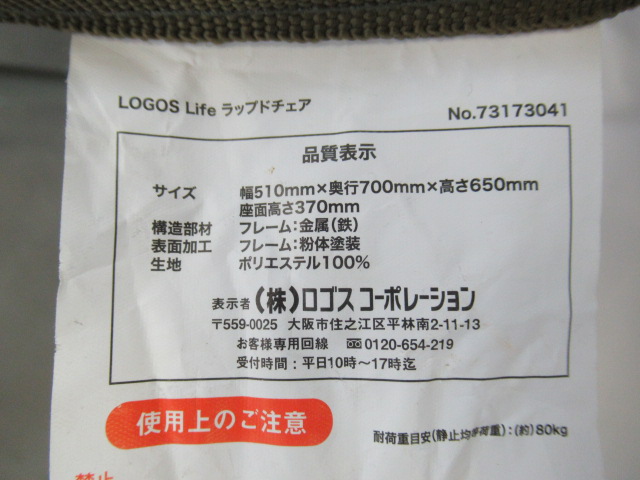 LOGOS Life ラップドチェア
No.73173041
品質表示
サイズ 幅510mm×奥行700mm×高さ650mm
座面高さ370mm
構造部材 フレーム:金属(鉄)
表面加工 フレーム:粉体塗装
生地 ポリエステル100%
表示者 (株)ロゴス コーポレーション
〒559-0025 大阪市住之江区平林南2-11-13
お客様専用回線 0120-654-219
受付時間:平日10時〜17時迄
使用上のご注意
耐荷重目安(静止均等荷重):(約)80kg
禁止